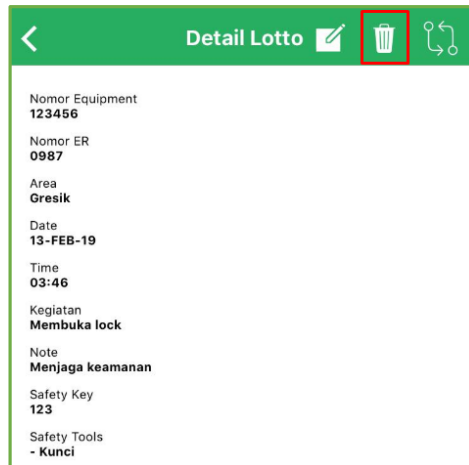 Detail Lotto
Nomor Equipment
123456
Nomor ER
0987
Area
Gresik
Date
13-FEB-19
Time
03:46
Kegiatan
Membuka lock
Note
Menjaga keamanan
Safety Key
123
Safety Tools
- Kunci